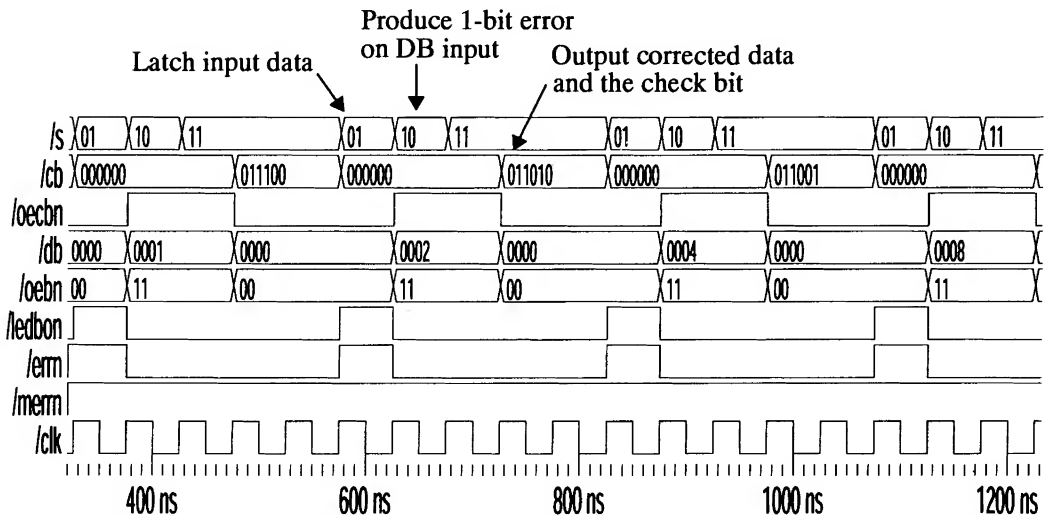 Produce 1-bit error
on DB input
Latch input data
Output corrected data
and the check bit
/s 01 10 11 01 10 11 01 10 11 01 10 11
/cb 000000 011100 000000 011010 000000 011001 000000
/oecbn
/db 0000 0001 0000 0002 0000 0004 0000 0008
/oebn 00 11 00 11 00 11 00 11
/ledbon
/errn
/merrn
/clk
400 ns 600 ns 800 ns 1000 ns 1200 ns